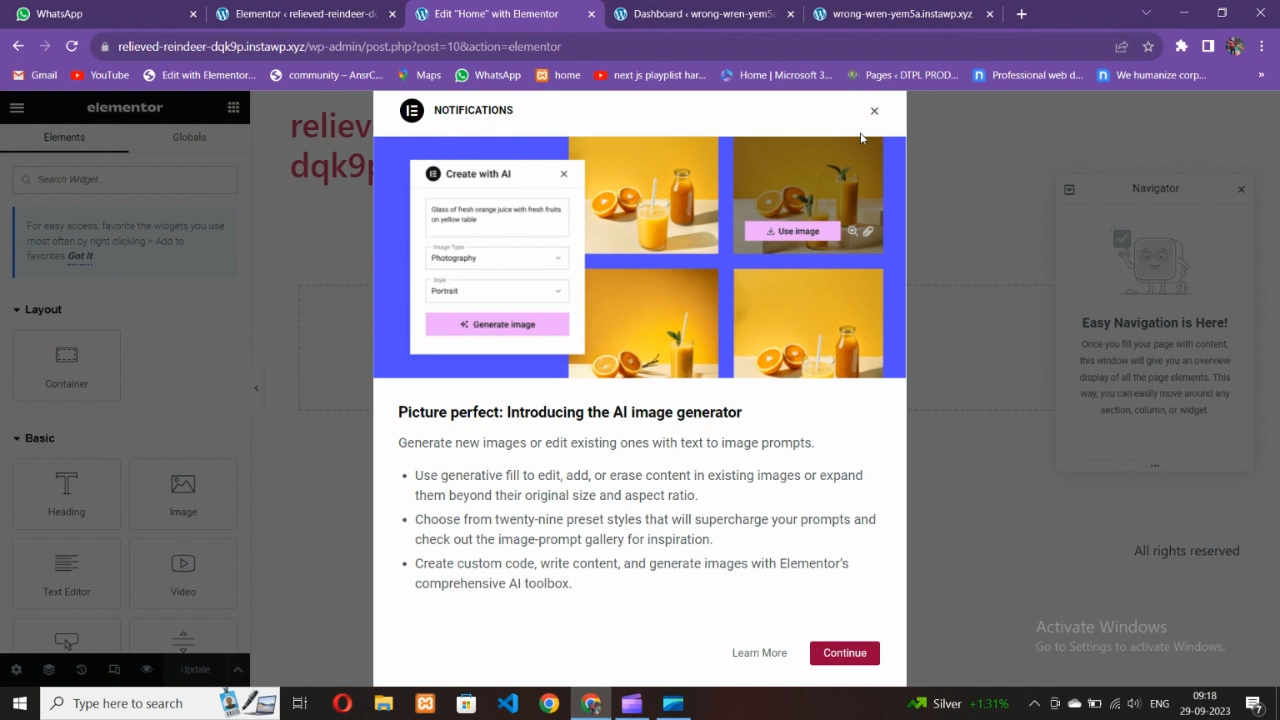 WhatsApp
Elementor ‹ relieved-reindeer-dc
Edit "Home" with Elementor
Dashboard ‹ wrong-wren-yem5a
wrong-wren-yem5a.instawp.xyz
relieved-reindeer-dqk9p.instawp.xyz/wp-admin/post.php?post=10&action=elementor
Gmail
YouTube
Edit with Elementor...
community – AnsrC...
Maps
WhatsApp
home
next js playlist har...
Home | Microsoft 3...
Pages ‹ DTPL PROD...
Professional web d...
We humanize corp...
»
elementor
Elements
Globals
Search Widget...
For easy access, favorite the widgets you
use most often by right clicking > Add to
favorites. Got It
Layout
Container
Basic
Heading
Image
Text Editor
Video
Update
reliev
dqk9p
NOTIFICATIONS
Create with AI
Glass of fresh orange juice with fresh fruits
on yellow table
Image Type
Photography
Style
Portrait
Generate image
Use image
Picture perfect: Introducing the AI image generator
Generate new images or edit existing ones with text to image prompts.
• Use generative fill to edit, add, or erase content in existing images or expand
them beyond their original size and aspect ratio.
• Choose from twenty-nine preset styles that will supercharge your prompts and
check out the image-prompt gallery for inspiration.
• Create custom code, write content, and generate images with Elementor's
comprehensive AI toolbox.
Learn More
Continue
Navigator
Easy Navigation is Here!
Once you fill your page with content,
this window will give you an overview
display of all the page elements. This
way, you can easily move around any
section, column, or widget.
All rights reserved
Activate Windows
Go to Settings to activate Windows.
Type here to search
Silver
+1.31%
ENG
09:18
29-09-2023